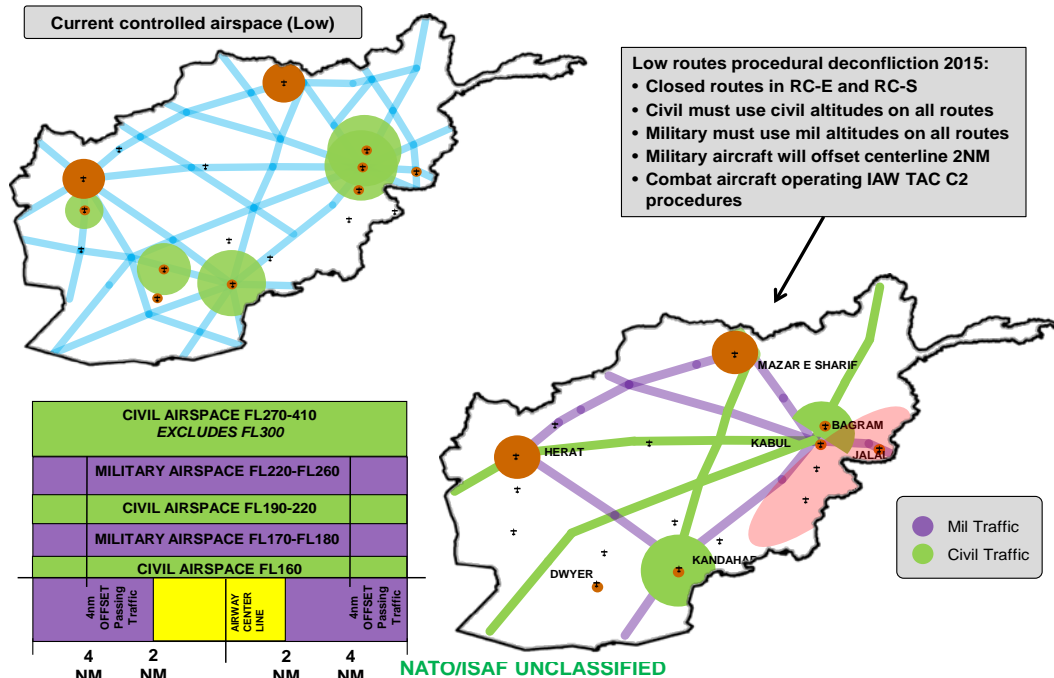 Current controlled airspace (Low)
Low routes procedural deconfliction 2015:
• Closed routes in RC-E and RC-S
• Civil must use civil altitudes on all routes
• Military must use mil altitudes on all routes
• Military aircraft will offset centerline 2NM
• Combat aircraft operating IAW TAC C2
procedures
MAZAR E SHARIF
BAGRAM
KABUL
JALAL
HERAT
KANDAHAR
DWYER
Mil Traffic
Civil Traffic
CIVIL AIRSPACE FL270-410
EXCLUDES FL300
MILITARY AIRSPACE FL220-FL260
CIVIL AIRSPACE FL190-220
MILITARY AIRSPACE FL170-FL180
CIVIL AIRSPACE FL160
4nm
OFFSET
Passing
Traffic
AIRWAY
CENTER
LINE
4nm
OFFSET
Passing
Traffic
4
NM
2
NM
2
NM
4
NM
NATO/ISAF UNCLASSIFIED